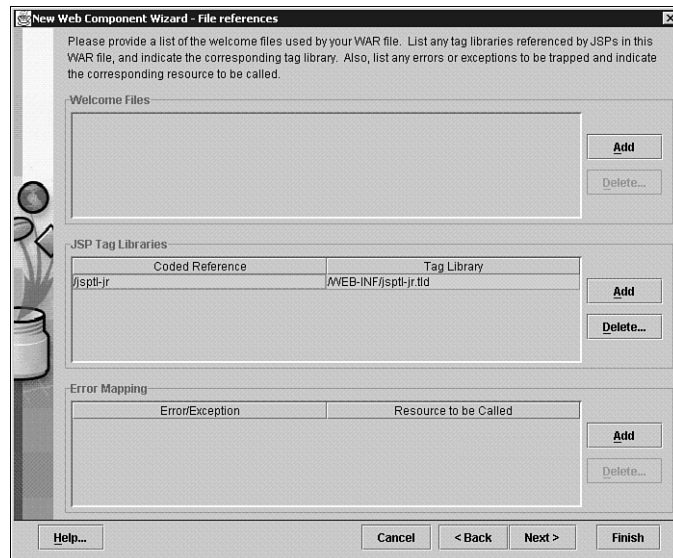 New Web Component Wizard - File references
Please provide a list of the welcome files used by your WAR file. List any tag libraries referenced by JSPs in this
WAR file, and indicate the corresponding tag library. Also, list any errors or exceptions to be trapped and indicate
the corresponding resource to be called.
Welcome Files
Add
Delete...
JSP Tag Libraries
Coded Reference Tag Library
/jsptl-jr /WEB-INF/jsptl-jr.tld
Add
Delete...
Error Mapping
Error/Exception Resource to be Called
Add
Delete...
Help... Cancel < Back Next > Finish